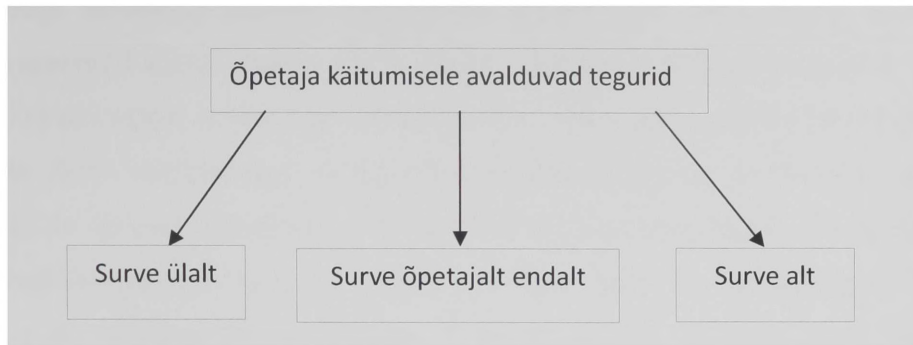 Õpetaja käitumisele avalduvad tegurid
Surve ülalt
Surve õpetajalt endalt
Surve alt